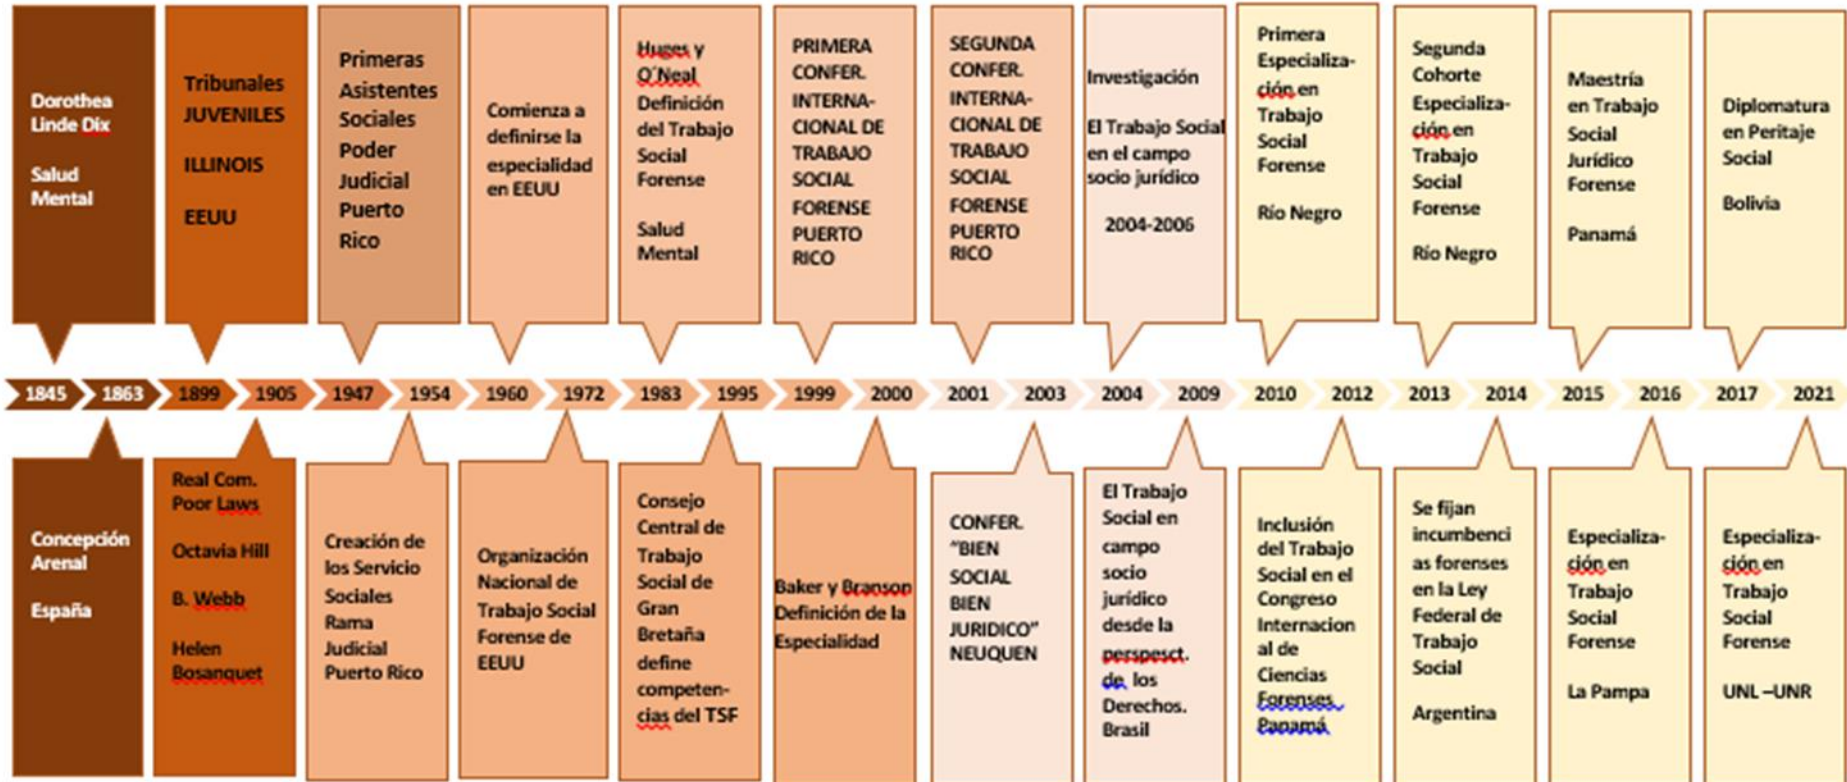 Dorothea
Linde Dix
Salud
Mental
Tribunales
JUVENILES
ILLINOIS
EEUU
Primeras
Asistentes
Sociales
Poder
Judicial
Puerto
Rico
Comienza a
definirse la
especialidad
en EEUU
Huges y
O´Neal
Definición
del Trabajo
Social
Forense
Salud
Mental
PRIMERA
CONFER.
INTERNA-
CIONAL DE
TRABAJO
SOCIAL
FORENSE
PUERTO
RICO
SEGUNDA
CONFER.
INTERNA-
CIONAL DE
TRABAJO
SOCIAL
FORENSE
PUERTO
RICO
Investigación
El Trabajo Social
en el campo
socio jurídico
2004-2006
Primera
Especializa-
ción en
Trabajo
Social
Forense
Río Negro
Segunda
Cohorte
Especializa-
ción en
Trabajo
Social
Forense
Río Negro
Maestría
en Trabajo
Social
Jurídico
Forense
Panamá
Diplomatura
en Peritaje
Social
Bolivia
1845 1863 1899 1905 1947 1954 1960 1972 1983 1995 1999 2000 2001 2003 2004 2009 2010 2012 2013 2014 2015 2016 2017 2021
Concepción
Arenal
España
Real Com.
Poor Laws
Octavia Hill
B. Webb
Helen
Bosanquet
Creación de
los Servicio
Sociales
Rama
Judicial
Puerto Rico
Organización
Nacional de
Trabajo Social
Forense de
EEUU
Consejo
Central de
Trabajo
Social de
Gran
Bretaña
define
competen-
cias del TSF
Baker y Branson
Definición de la
Especialidad
CONFER.
"BIEN
SOCIAL
BIEN
JURIDICO"
NEUQUEN
El Trabajo
Social en
campo
socio
jurídico
desde la
perspesct.
de los
Derechos.
Brasil
Inclusión
del Trabajo
Social en el
Congreso
Internacion
al de
Ciencias
Forenses
Panamá
Se fijan
incumbenci
as forenses
en la Ley
Federal de
Trabajo
Social
Argentina
Especializa-
ción en
Trabajo
Social
Forense
La Pampa
Especializa-
ción en
Trabajo
Social
Forense
UNL –UNR